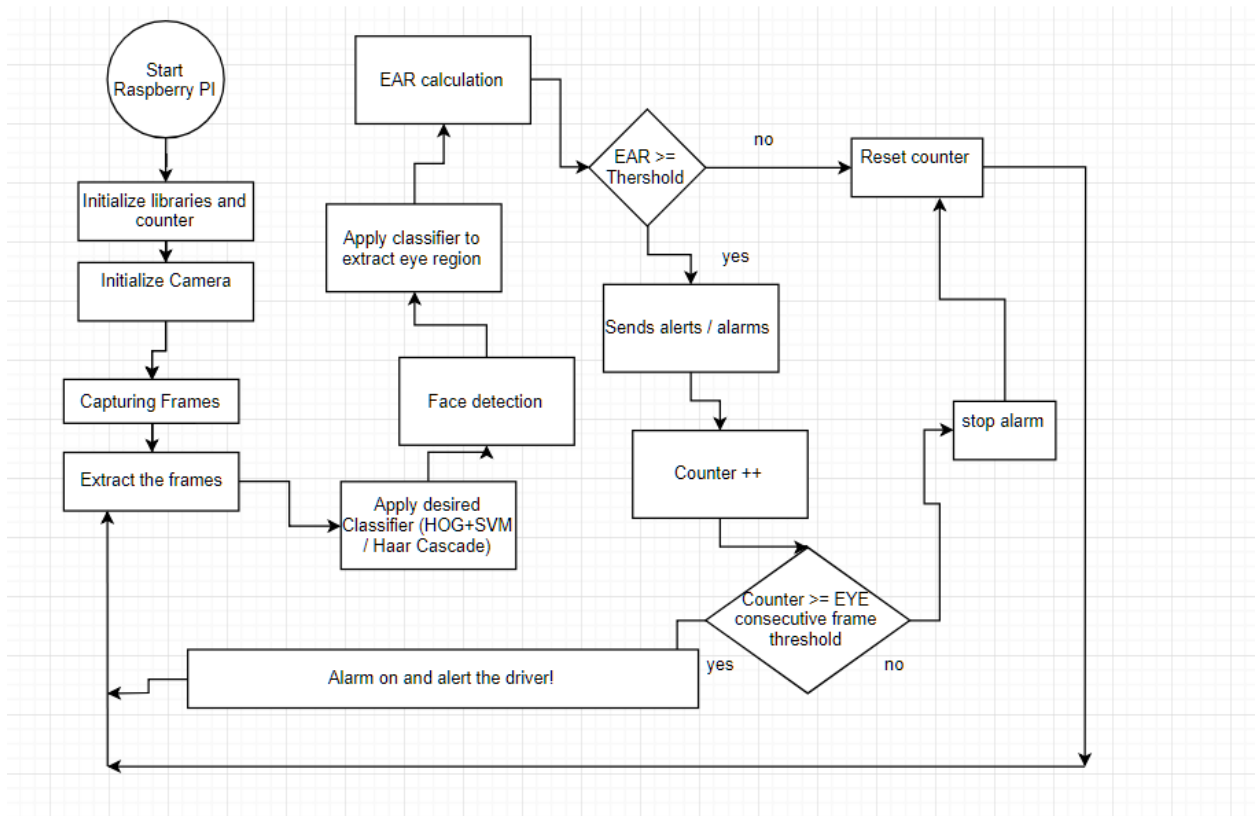 Start
Raspberry PI
Initialize libraries and
counter
Initialize Camera
Capturing Frames
Extract the frames
Apply desired
Classifier (HOG+SVM
/ Haar Cascade)
Face detection
Apply classifier to
extract eye region
EAR calculation
EAR >=
Thershold
no
Reset counter
yes
Sends alerts / alarms
Counter ++
Counter >= EYE
consecutive frame
threshold
no
stop alarm
yes
Alarm on and alert the driver!